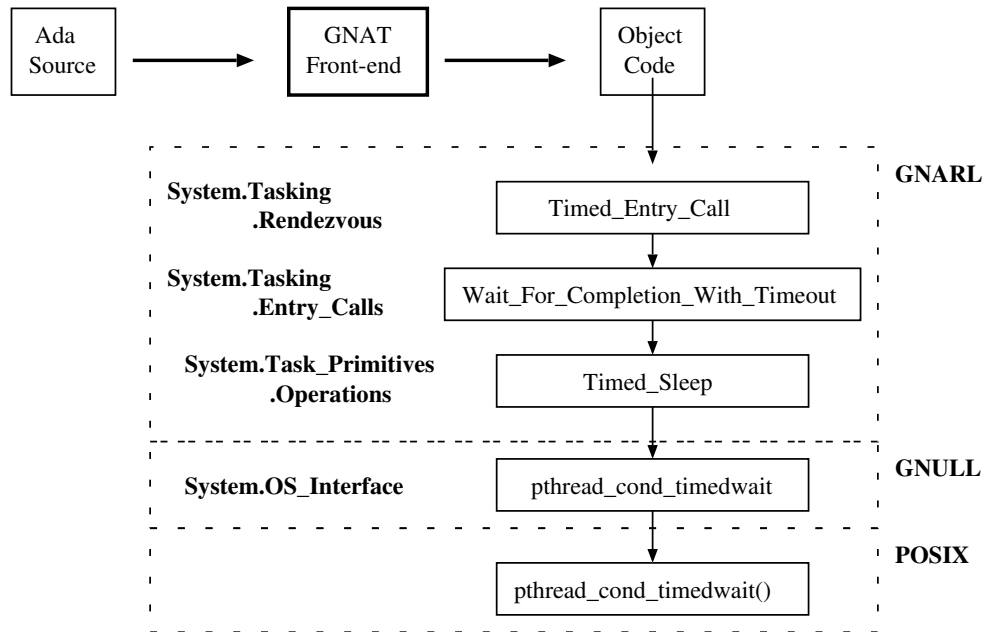 Ada
Source
GNAT
Front-end
Object
Code
GNARL
System.Tasking
.Rendezvous
Timed_Entry_Call
System.Tasking
.Entry_Calls
Wait_For_Completion_With_Timeout
System.Task_Primitives
.Operations
Timed_Sleep
GNULL
System.OS_Interface
pthread_cond_timedwait
POSIX
pthread_cond_timedwait()